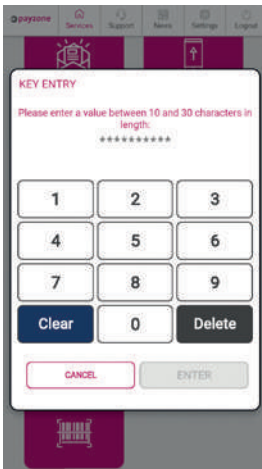 payzone
Services
Support
News
Settings
Logout
KEY ENTRY
Please enter a value between 10 and 30 characters in
length:
**********
1 2 3
4 5 6
7 8 9
Clear 0 Delete
CANCEL ENTER